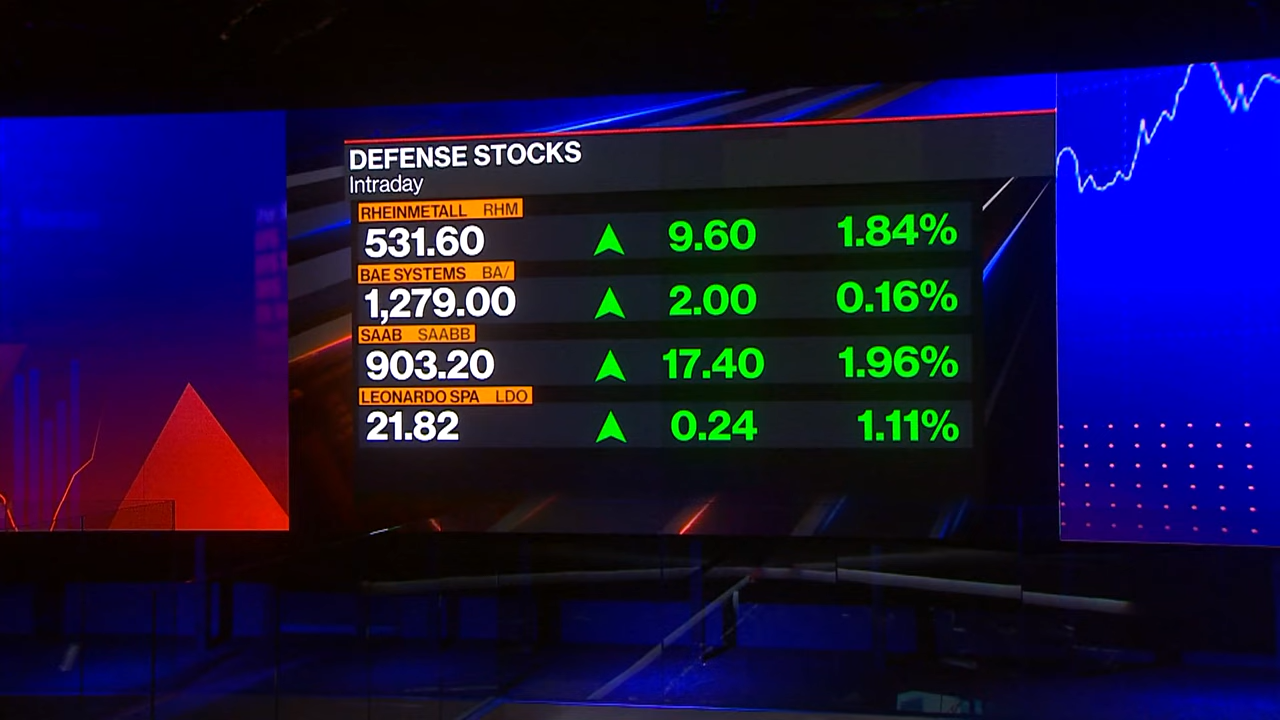 DEFENSE STOCKS
Intraday
RHEINMETALL RHM
531.60 9.60 1.84%
BAE SYSTEMS BA/
1,279.00 2.00 0.16%
SAAB SAABB
903.20 17.40 1.96%
LEONARDO SPA LDO
21.82 0.24 1.11%